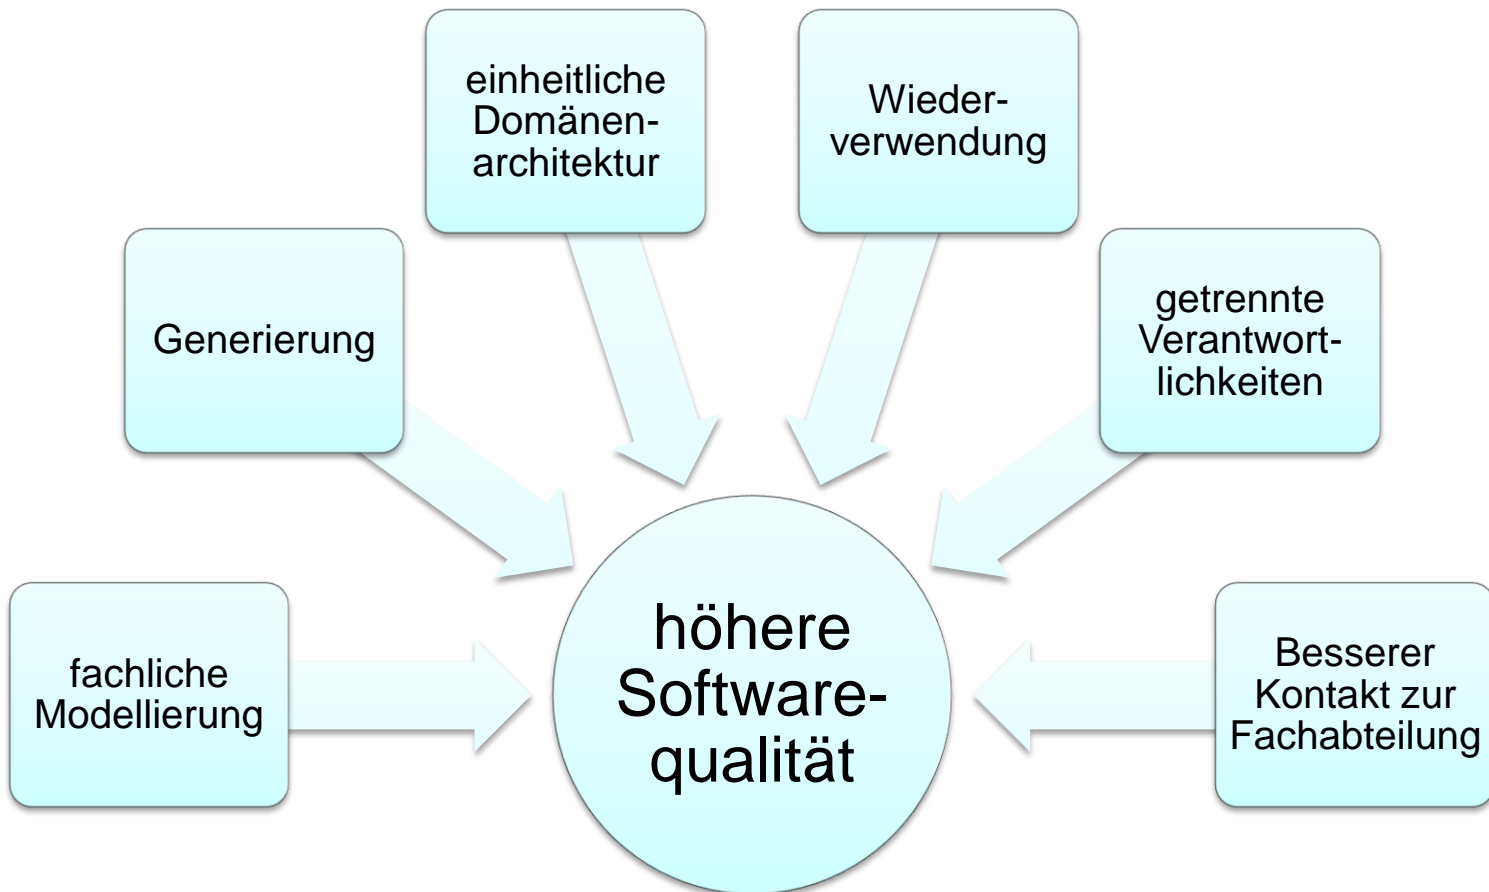 einheitliche
Domänen-
architektur
Wieder-
verwendung
Generierung
getrennte
Verantwort-
lichkeiten
fachliche
Modellierung
höhere
Software-
qualität
Besserer
Kontakt zur
Fachabteilung